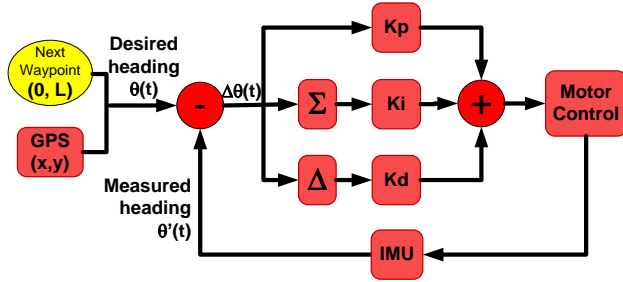 Next
Waypoint
(0, L)
GPS
(x,y)
Desired
heading
θ(t)
-
Δθ(t)
Kp
Σ
Ki
Δ
Kd
+
Motor
Control
Measured
heading
θ'(t)
IMU